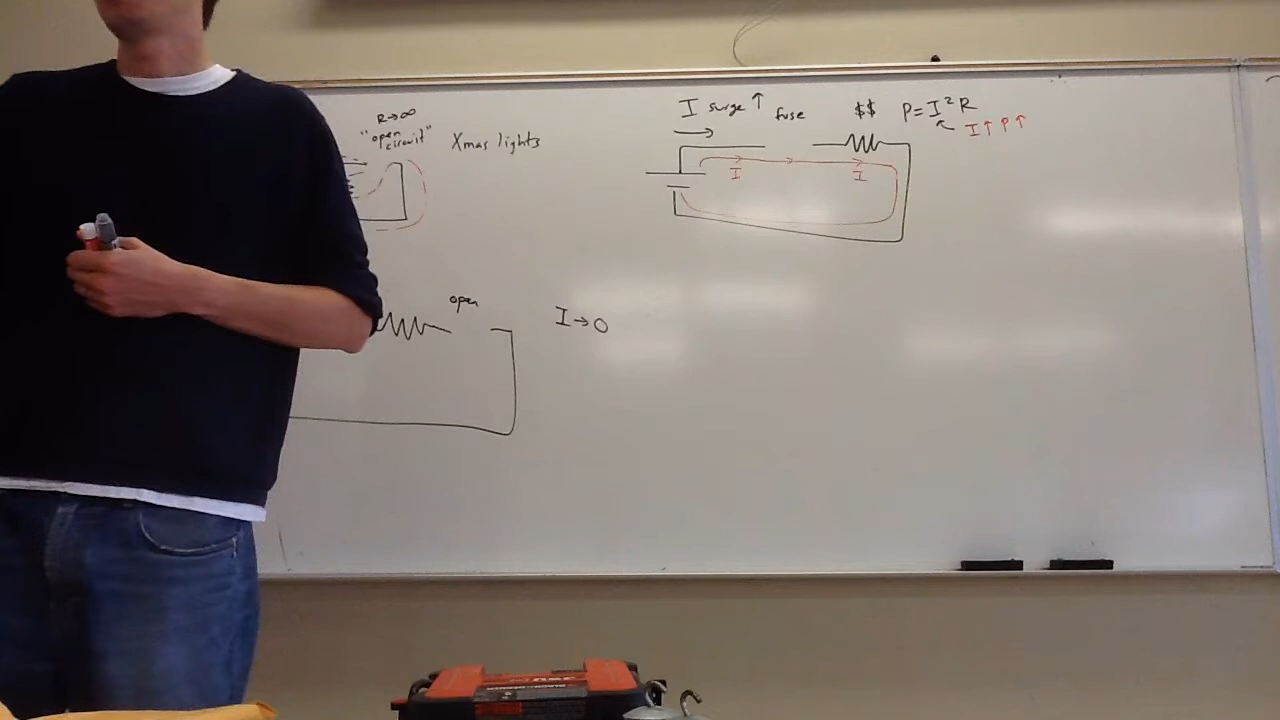 R→∞
"open
circuit"
Xmas lights
I surge ↑
fuse
$$
P = I²R
I↑ P↑
I
I
open
I → 0